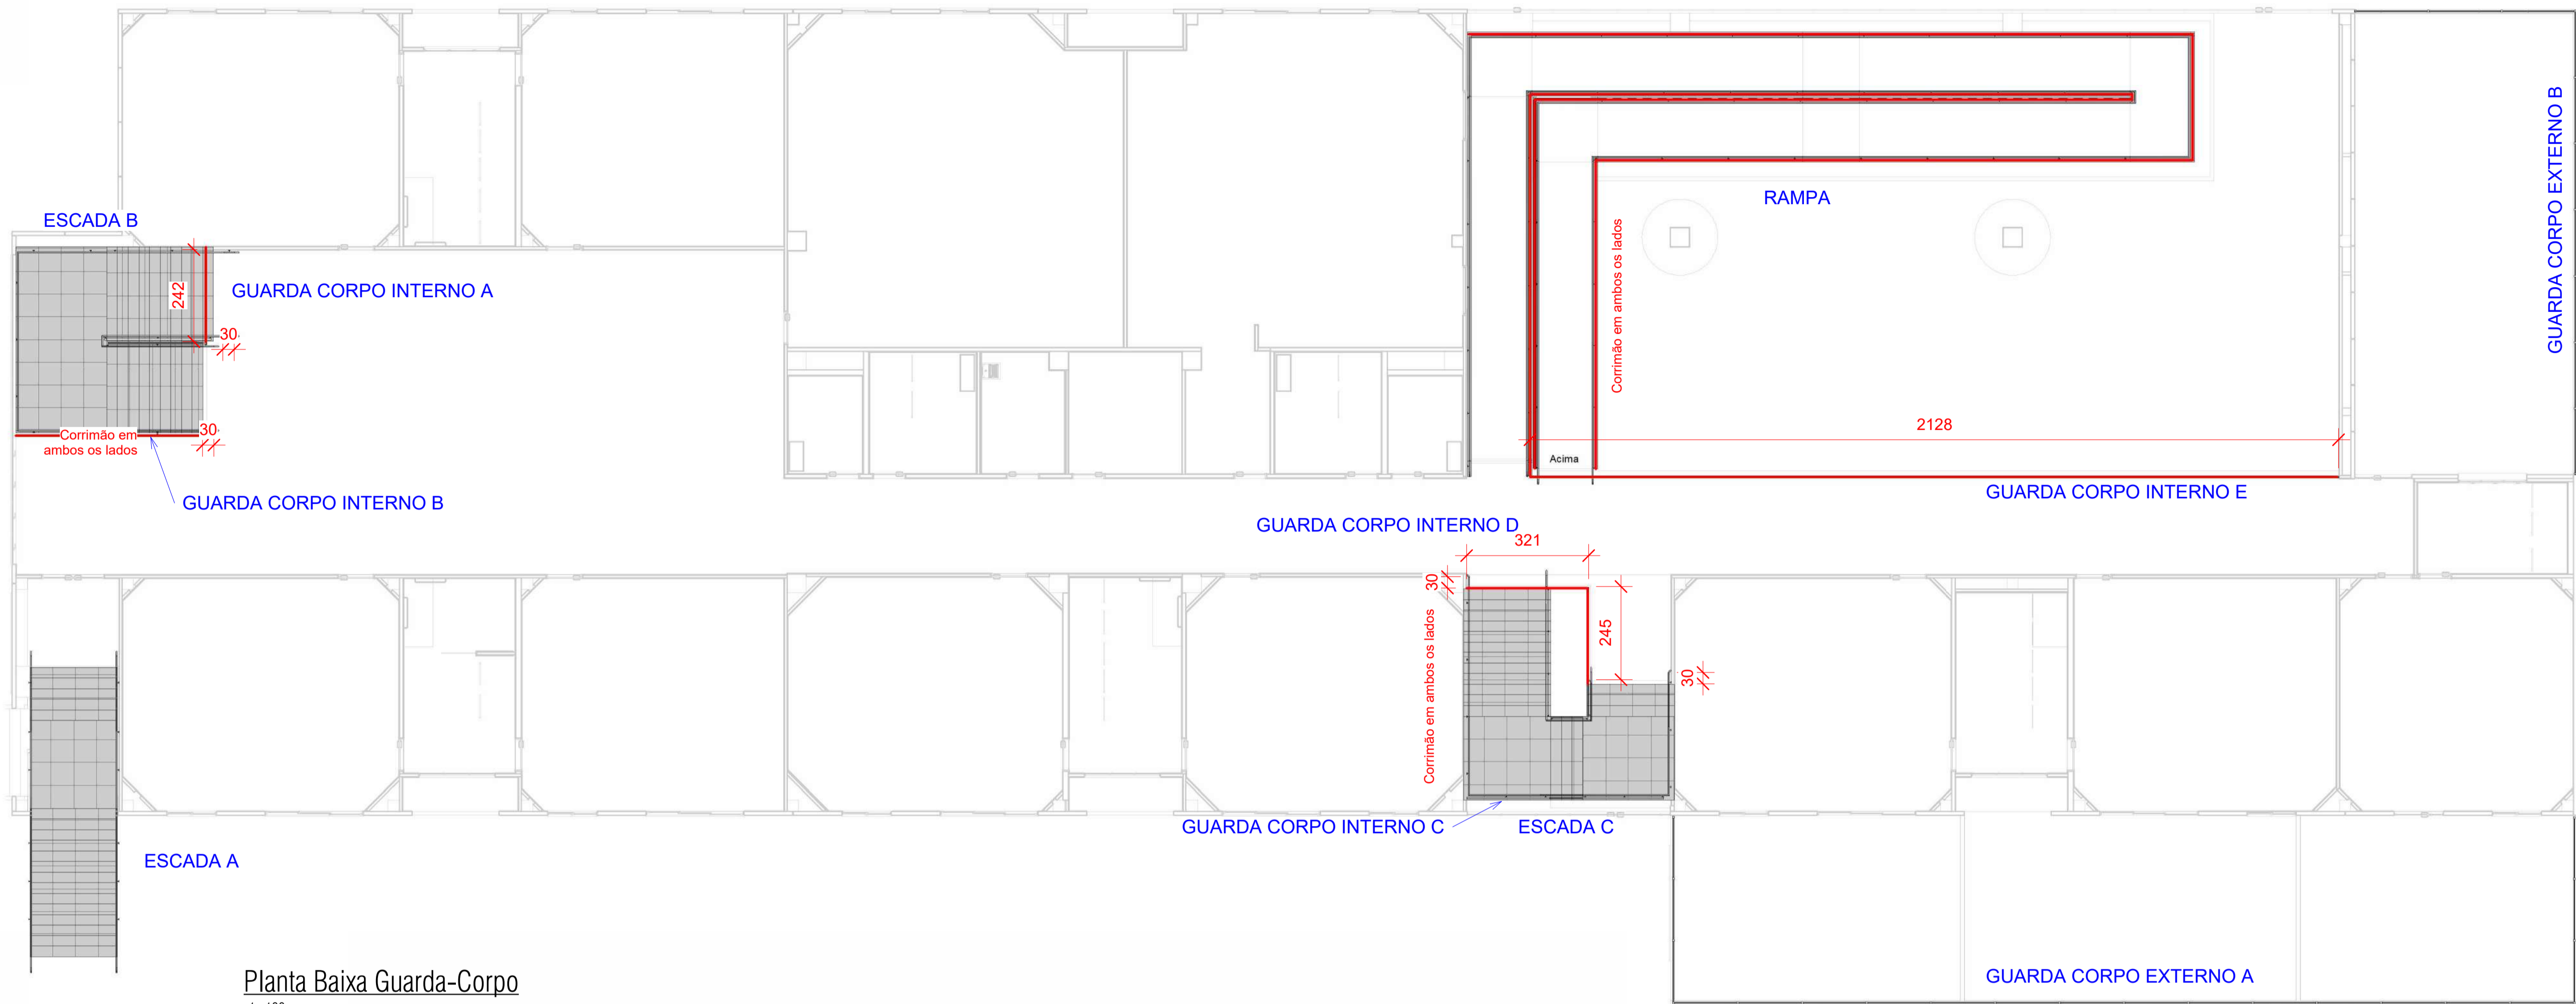 ESCADA B
242
GUARDA CORPO INTERNO A
30
Corrimão em
ambos os lados
30
GUARDA CORPO INTERNO B
RAMPA
Corrimão em ambos os lados
GUARDA CORPO EXTERNO B
2128
Acima
GUARDA CORPO INTERNO E
GUARDA CORPO INTERNO D
321
30
245
Corrimão em ambos os lados
30
GUARDA CORPO INTERNO C
ESCADA C
ESCADA A
GUARDA CORPO EXTERNO A
Planta Baixa Guarda-Corpo